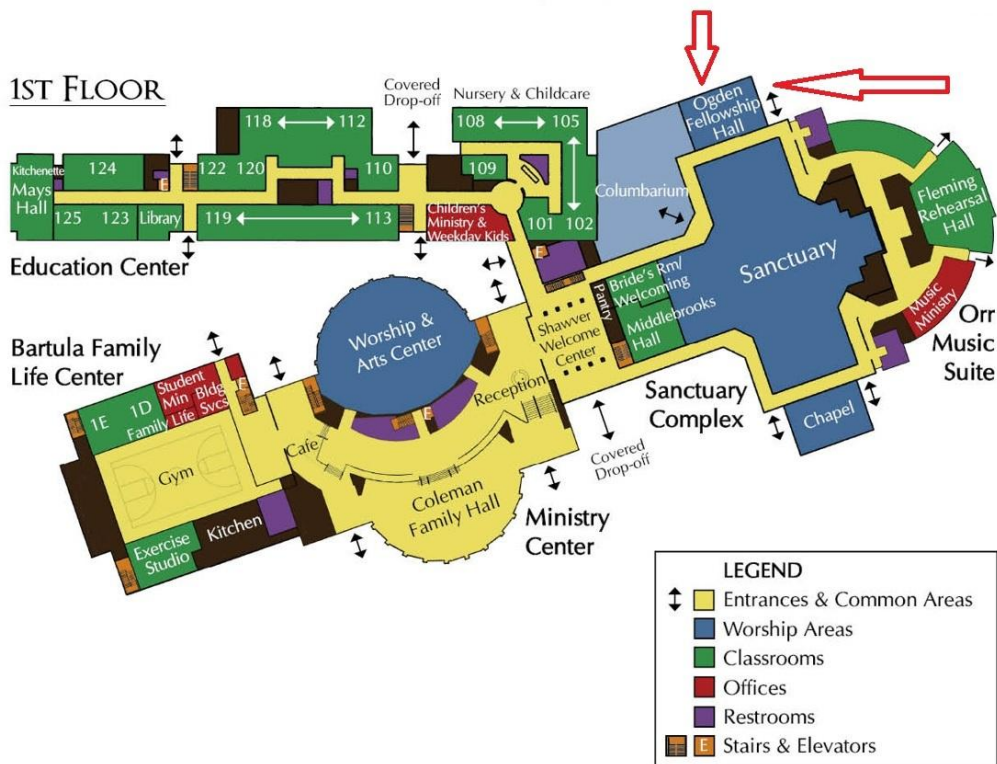 1ST FLOOR
Covered
Drop-off
Nursery & Childcare
118
112
108
105
Ogden
Fellowship
Hall
Kitchenette
124
122
120
110
109
Mays
Hall
E
Columbarium
Fleming
Rehearsal
Hall
125
123
Library
119
113
Children's
Ministry &
Weekday Kids
101
102
E
Education Center
Sanctuary
Bride's Rm/
Welcoming
Pantry
Middlebrooks
Hall
Music
Ministry
Orr
Music
Suite
Worship &
Arts Center
Shawver
Welcome
Center
Bartula Family
Life Center
Student
Min
Bldg
Svcs
E
1E
1D
Family Life
Reception
E
Sanctuary
Complex
Chapel
Cafe
Gym
Covered
Drop-off
Coleman
Family Hall
Kitchen
Ministry
Center
Exercise
Studio
LEGEND
Entrances & Common Areas
Worship Areas
Classrooms
Offices
Restrooms
E Stairs & Elevators